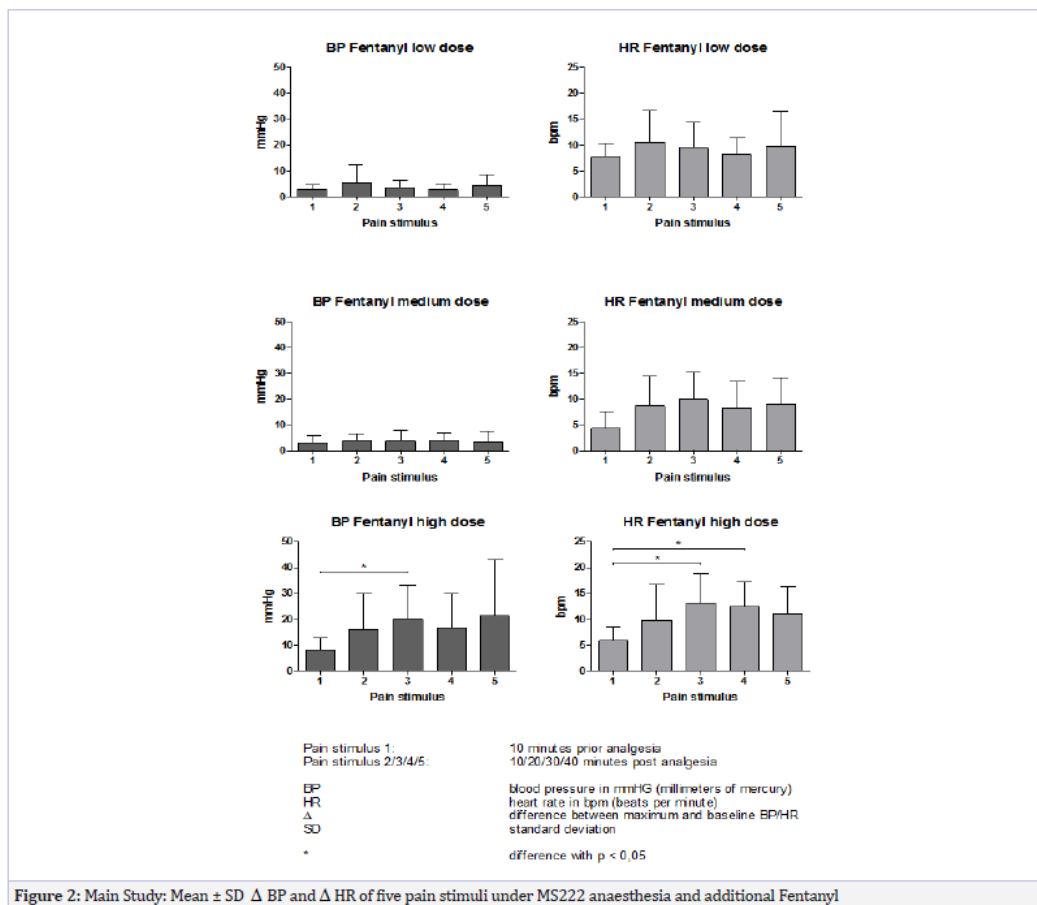 BP Fentanyl low dose
50
40
30
20
10
0
mmHg
1 2 3 4 5
Pain stimulus
HR Fentanyl low dose
25
20
15
10
5
0
bpm
1 2 3 4 5
Pain stimulus
BP Fentanyl medium dose
50
40
30
20
10
0
mmHg
1 2 3 4 5
Pain stimulus
HR Fentanyl medium dose
25
20
15
10
5
0
bpm
1 2 3 4 5
Pain stimulus
BP Fentanyl high dose
50
40
30
20
10
0
mmHg
*
1 2 3 4 5
Pain stimulus
HR Fentanyl high dose
25
20
15
10
5
0
bpm
*
*
1 2 3 4 5
Pain stimulus
Pain stimulus 1: 10 minutes prior analgesia
Pain stimulus 2/3/4/5: 10/20/30/40 minutes post analgesia
BP blood pressure in mmHG (millimeters of mercury)
HR heart rate in bpm (beats per minute)
Δ difference between maximum and baseline BP/HR
SD standard deviation
* difference with p < 0,05
Figure 2: Main Study: Mean ± SD Δ BP and Δ HR of five pain stimuli under MS222 anaesthesia and additional Fentanyl